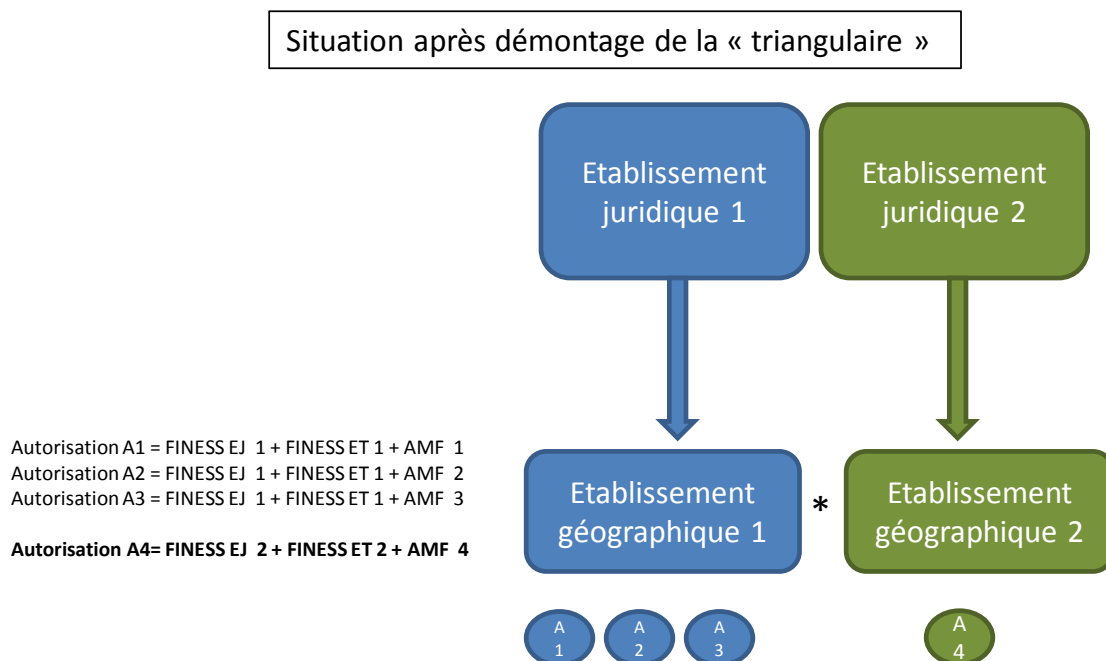 Situation après démontage de la « triangulaire »
Etablissement
juridique 1
Etablissement
juridique 2
Autorisation A1 = FINESS EJ 1 + FINESS ET 1 + AMF 1
Autorisation A2 = FINESS EJ 1 + FINESS ET 1 + AMF 2
Autorisation A3 = FINESS EJ 1 + FINESS ET 1 + AMF 3
Autorisation A4= FINESS EJ 2 + FINESS ET 2 + AMF 4
Etablissement
géographique 1
*
Etablissement
géographique 2
A
1
A
2
A
3
A
4